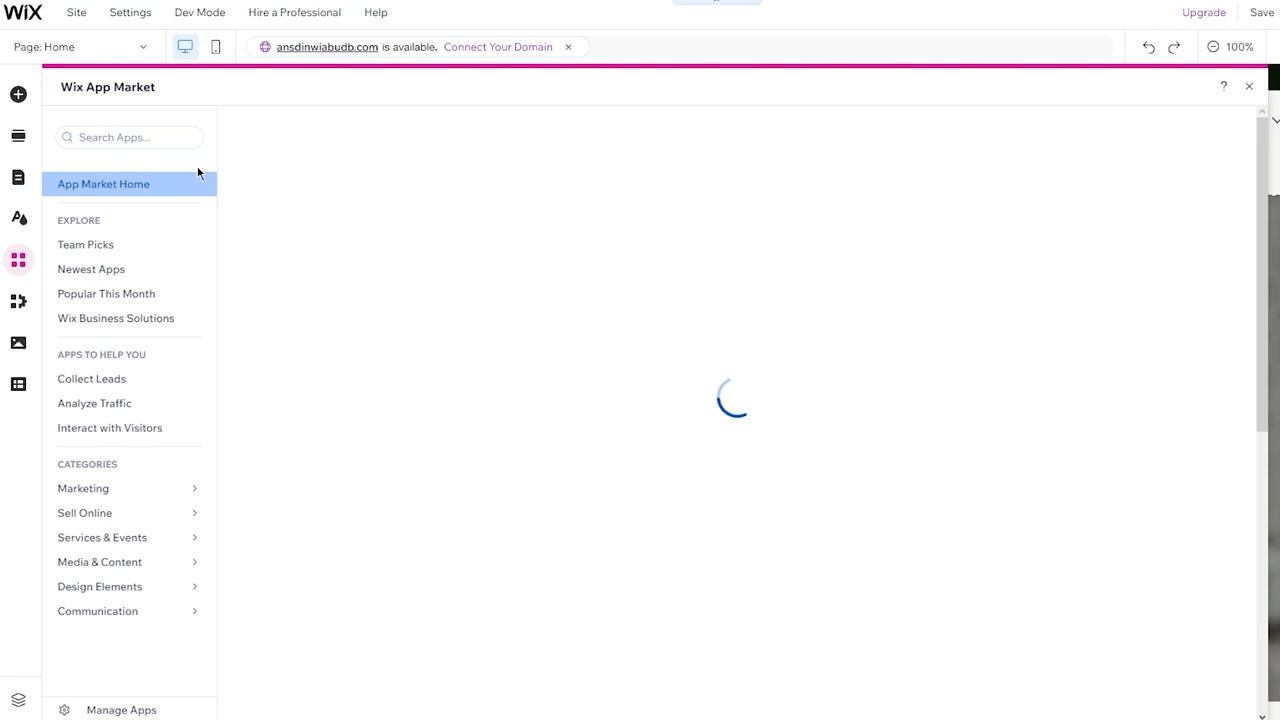 WiX Site Settings Dev Mode Hire a Professional Help Upgrade Save
Page: Home ansdinwiabudb.com is available. Connect Your Domain 100%
Wix App Market ?
Search Apps...
App Market Home
EXPLORE
Team Picks
Newest Apps
Popular This Month
Wix Business Solutions
APPS TO HELP YOU
Collect Leads
Analyze Traffic
Interact with Visitors
CATEGORIES
Marketing
Sell Online
Services & Events
Media & Content
Design Elements
Communication
Manage Apps